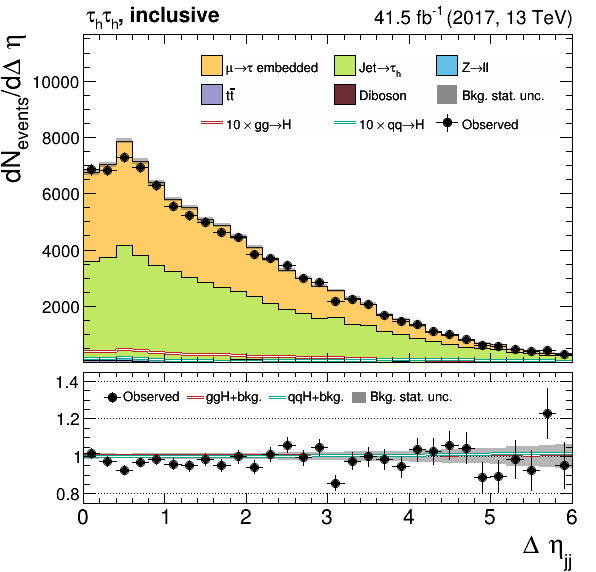 τhτh, inclusive 41.5 fb-1 (2017, 13 TeV)
dNevents/dΔ η
10000
8000
6000
4000
2000
μ→τ embedded Jet→τh Z→ll
tt̄ Diboson Bkg. stat. unc.
10 × gg→H 10 × qq→H Observed
1.4
1.2
1
0.8
Observed ggH+bkg. qqH+bkg. Bkg. stat. unc.
0 1 2 3 4 5 6
Δ ηjj